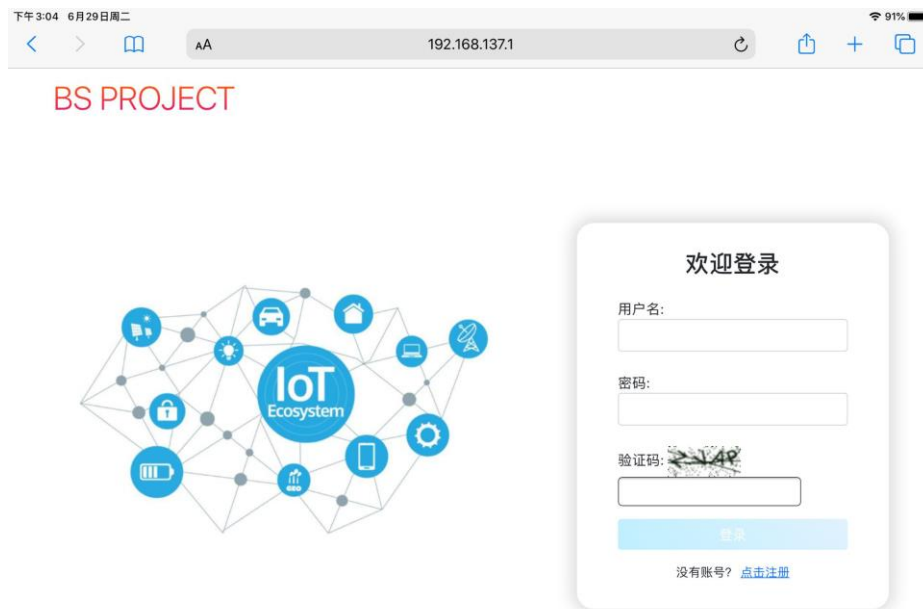 下午3:04 6月29日周二
91%
AA
192.168.137.1
BS PROJECT
IoT
Ecosystem
欢迎登录
用户名:
密码:
验证码:
登录
没有账号? 点击注册